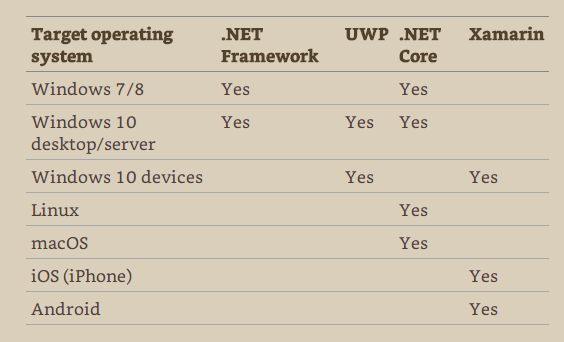 Target operating system .NET Framework UWP .NET Core Xamarin
Windows 7/8 Yes Yes
Windows 10 desktop/server Yes Yes Yes
Windows 10 devices Yes Yes
Linux Yes
macOS Yes
iOS (iPhone) Yes
Android Yes